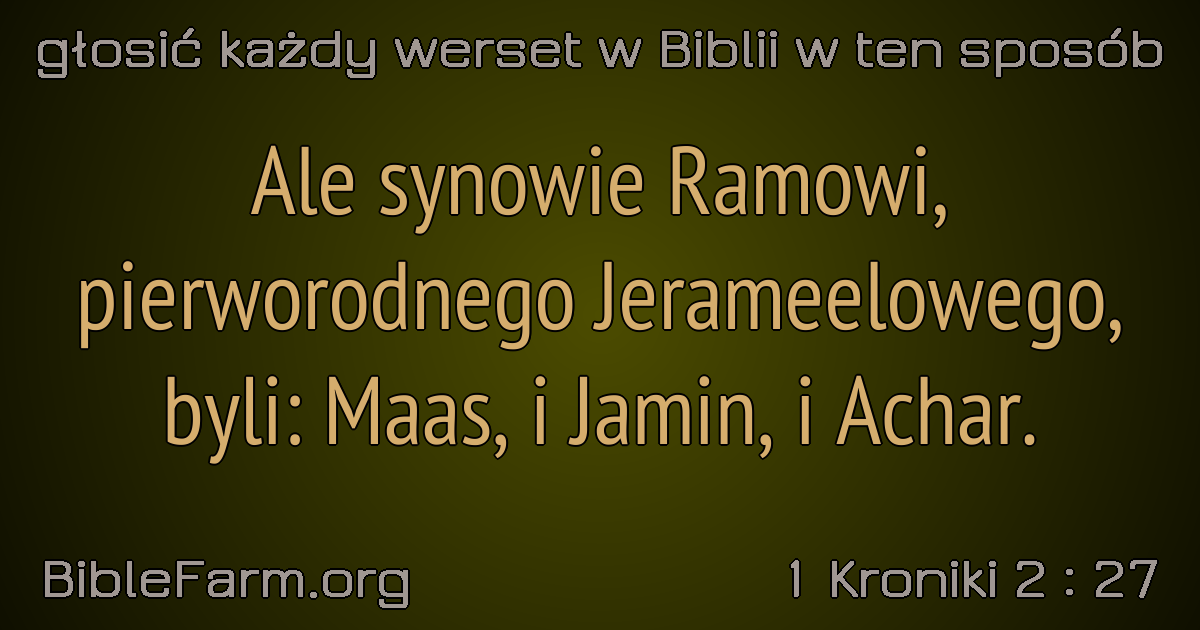 głosić każdy werset w Biblii w ten sposób
Ale synowie Ramowi,
pierworodnego Jerameelowego,
byli: Maas, i Jamin, i Achar.
BibleFarm.org
1 Kroniki 2 : 27